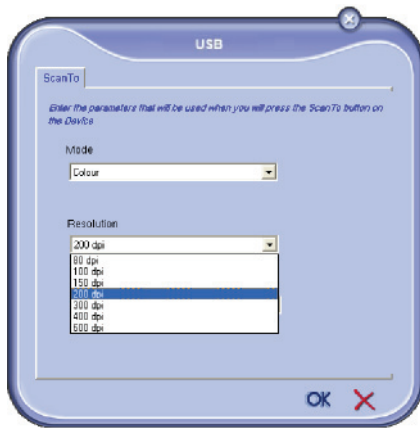 USB
ScanTo
Enter the parameters that will be used when you will press the ScanTo button on
the Device
Mode
Colour
Resolution
200 dpi
80 dpi
100 dpi
150 dpi
200 dpi
300 dpi
400 dpi
600 dpi
OK